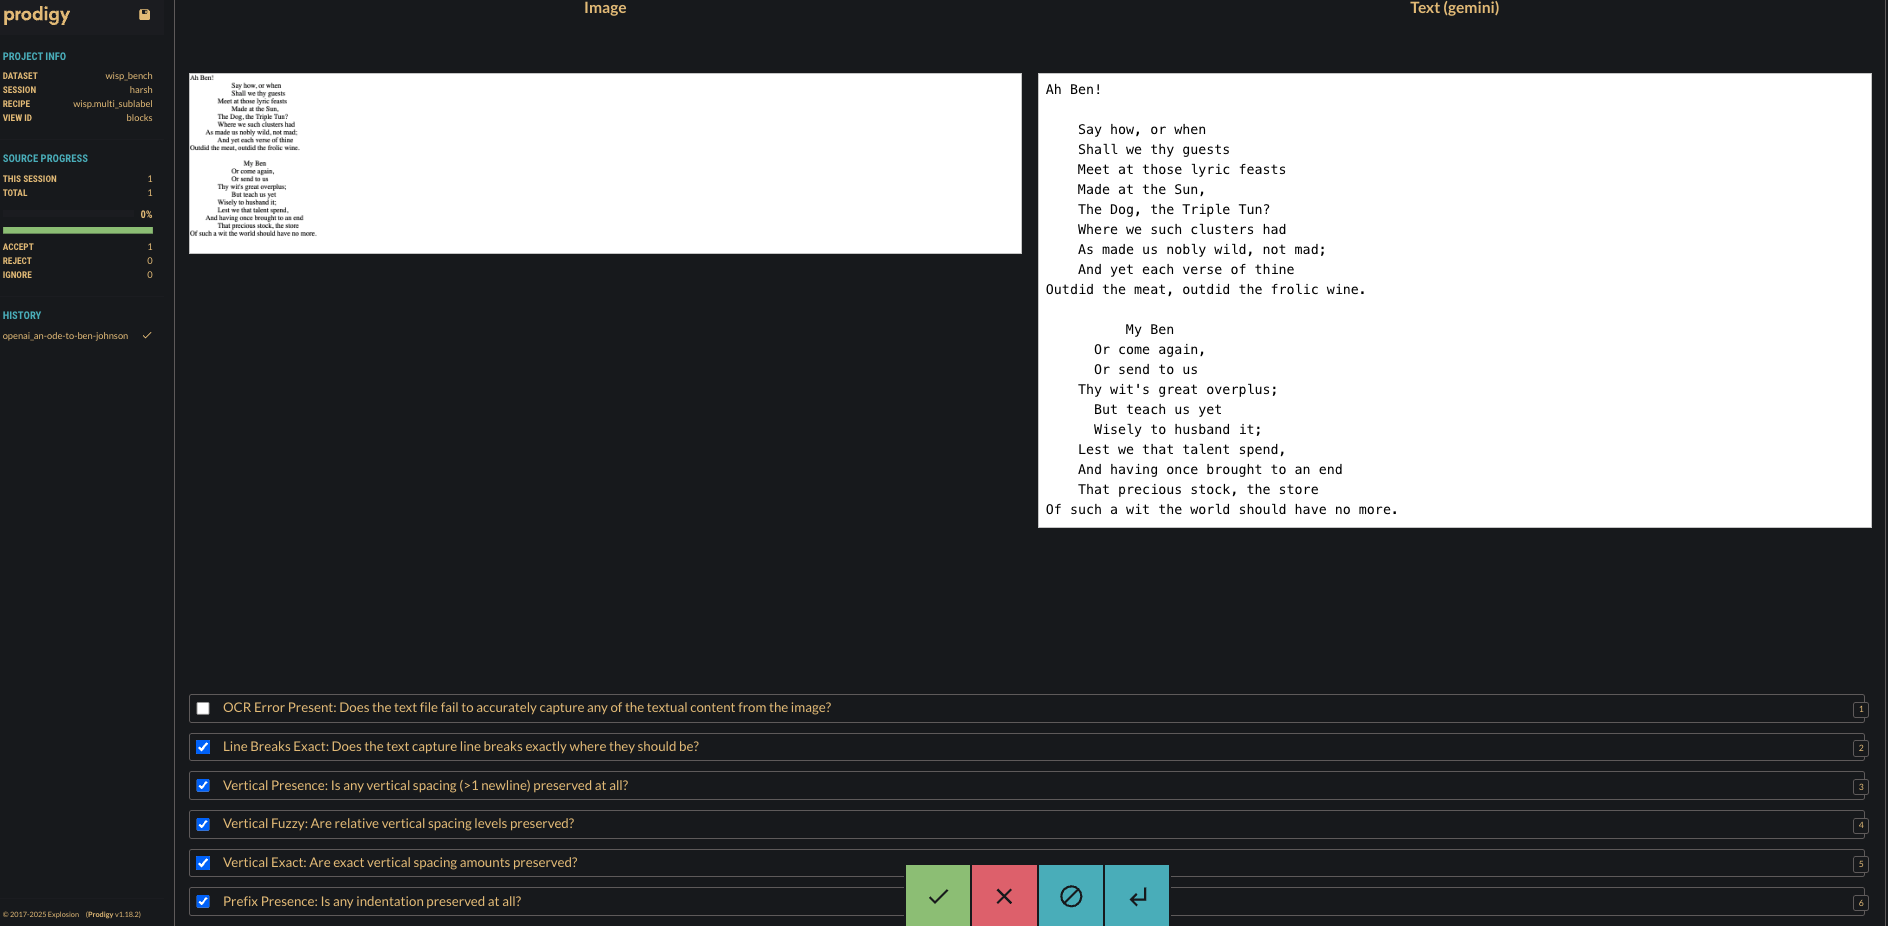 prodigy
PROJECT INFO
DATASET wisp_bench
SESSION harsh
RECIPE wisp.multi_sublabel
VIEW ID blocks
SOURCE PROGRESS
THIS SESSION 1
TOTAL 1
0%
ACCEPT 1
REJECT 0
IGNORE 0
HISTORY
openai_an-ode-to-ben-johnson
© 2017-2025 Explosion (Prodigy v1.18.2)
Image
Ah Ben!
Say how, or when
Shall we thy guests
Meet at those lyric feasts
Made at the Sun,
The Dog, the Triple Tun?
Where we such clusters had
As made us nobly wild, not mad;
And yet each verse of thine
Outdid the meat, outdid the frolic wine.
My Ben
Or come again,
Or send to us
Thy wit's great overplus;
But teach us yet
Wisely to husband it;
Lest we that talent spend,
And having once brought to an end
That precious stock, the store
Of such a wit the world should have no more.
Text (gemini)
Ah Ben!
Say how, or when
Shall we thy guests
Meet at those lyric feasts
Made at the Sun,
The Dog, the Triple Tun?
Where we such clusters had
As made us nobly wild, not mad;
And yet each verse of thine
Outdid the meat, outdid the frolic wine.
My Ben
Or come again,
Or send to us
Thy wit's great overplus;
But teach us yet
Wisely to husband it;
Lest we that talent spend,
And having once brought to an end
That precious stock, the store
Of such a wit the world should have no more.
OCR Error Present: Does the text file fail to accurately capture any of the textual content from the image? 1
Line Breaks Exact: Does the text capture line breaks exactly where they should be? 2
Vertical Presence: Is any vertical spacing (>1 newline) preserved at all? 3
Vertical Fuzzy: Are relative vertical spacing levels preserved? 4
Vertical Exact: Are exact vertical spacing amounts preserved? 5
Prefix Presence: Is any indentation preserved at all? 6